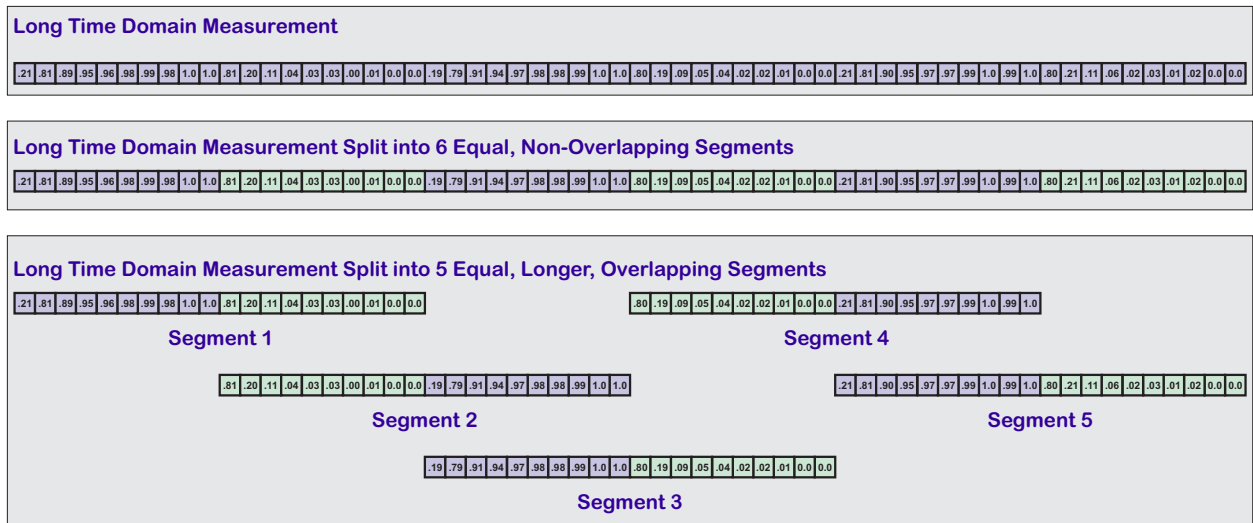 Long Time Domain Measurement
.21 .81 .89 .95 .96 .98 .99 .98 1.0 1.0 .81 .20 .11 .04 .03 .03 .00 .01 0.0 0.0 .19 .79 .91 .94 .97 .98 .98 .99 1.0 1.0 .80 .19 .09 .05 .04 .02 .02 .01 0.0 0.0 .21 .81 .90 .95 .97 .97 .99 1.0 .99 1.0 .80 .21 .11 .06 .02 .03 .01 .02 0.0 0.0
Long Time Domain Measurement Split into 6 Equal, Non-Overlapping Segments
.21 .81 .89 .95 .96 .98 .99 .98 1.0 1.0 .81 .20 .11 .04 .03 .03 .00 .01 0.0 0.0 .19 .79 .91 .94 .97 .98 .98 .99 1.0 1.0 .80 .19 .09 .05 .04 .02 .02 .01 0.0 0.0 .21 .81 .90 .95 .97 .97 .99 1.0 .99 1.0 .80 .21 .11 .06 .02 .03 .01 .02 0.0 0.0
Long Time Domain Measurement Split into 5 Equal, Longer, Overlapping Segments
.21 .81 .89 .95 .96 .98 .99 .98 1.0 1.0 .81 .20 .11 .04 .03 .03 .00 .01 0.0 0.0
Segment 1
.80 .19 .09 .05 .04 .02 .02 .01 0.0 0.0 .21 .81 .90 .95 .97 .97 .99 1.0 .99 1.0
Segment 4
.81 .20 .11 .04 .03 .03 .00 .01 0.0 0.0 .19 .79 .91 .94 .97 .98 .98 .99 1.0 1.0
Segment 2
.21 .81 .90 .95 .97 .97 .99 1.0 .99 1.0 .80 .21 .11 .06 .02 .03 .01 .02 0.0 0.0
Segment 5
.19 .79 .91 .94 .97 .98 .98 .99 1.0 1.0 .80 .19 .09 .05 .04 .02 .02 .01 0.0 0.0
Segment 3